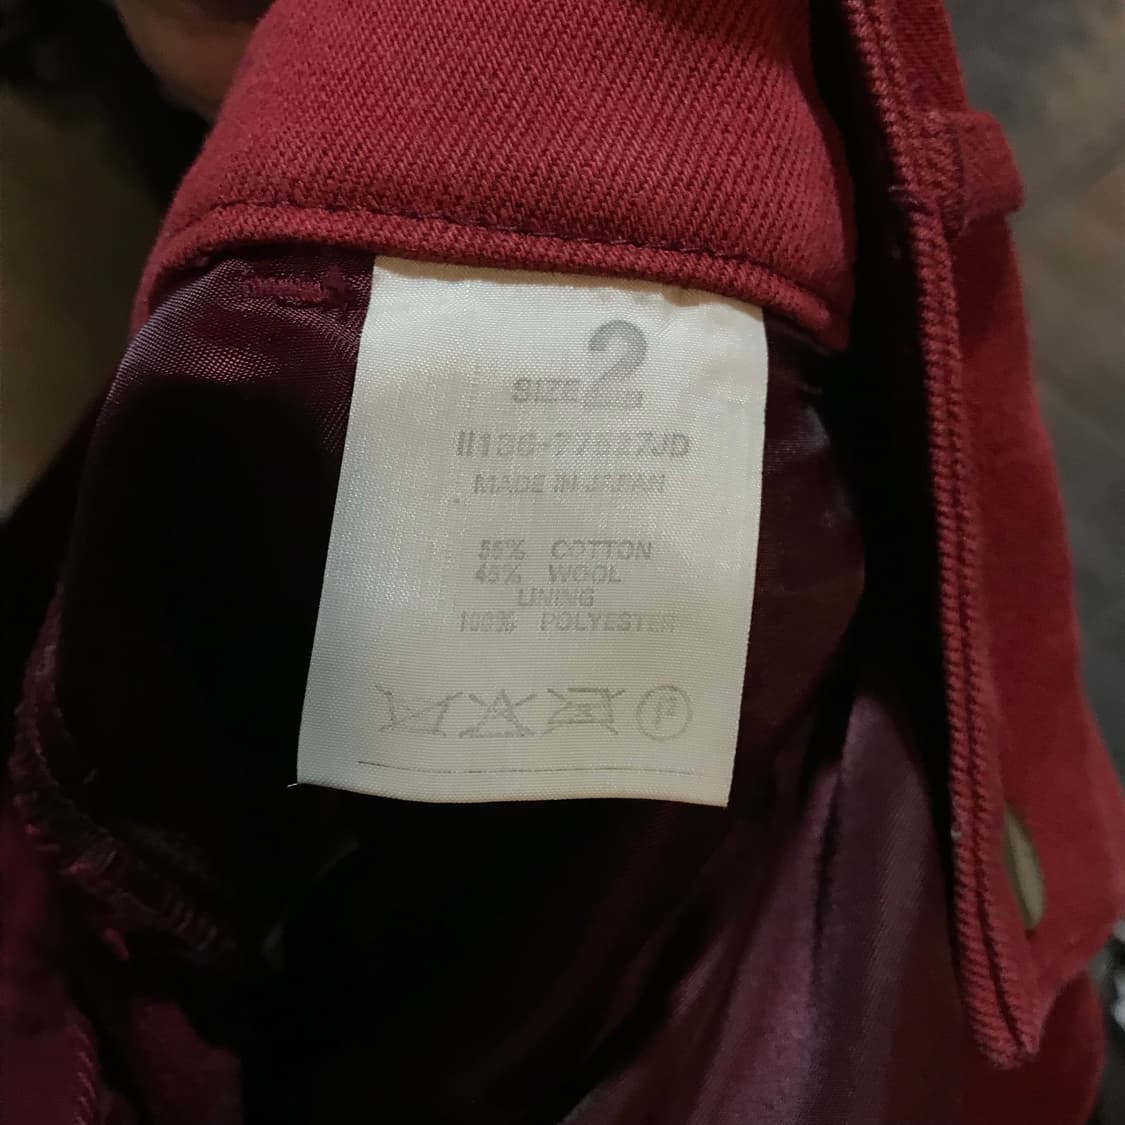 SIZE 2
MADE IN JAPAN
55% COTTON
45% WOOL
LINING
100% POLYESTER